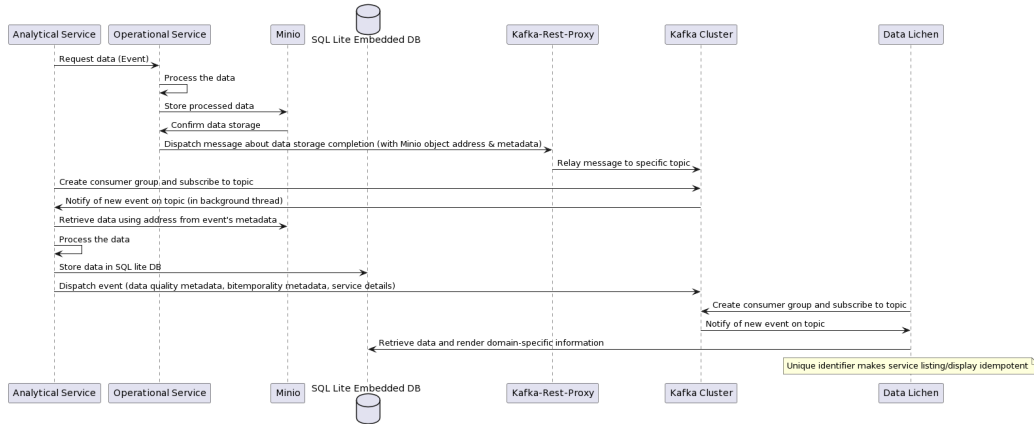 Analytical Service
Operational Service
Minio
SQL Lite Embedded DB
Kafka-Rest-Proxy
Kafka Cluster
Data Lichen
Request data (Event)
Process the data
Store processed data
Confirm data storage
Dispatch message about data storage completion (with Minio object address & metadata)
Relay message to specific topic
Create consumer group and subscribe to topic
Notify of new event on topic (in background thread)
Retrieve data using address from event's metadata
Process the data
Store data in SQL lite DB
Dispatch event (data quality metadata, bitemporality metadata, service details)
Create consumer group and subscribe to topic
Notify of new event on topic
Retrieve data and render domain-specific information
Unique identifier makes service listing/display idempotent
Analytical Service
Operational Service
Minio
SQL Lite Embedded DB
Kafka-Rest-Proxy
Kafka Cluster
Data Lichen